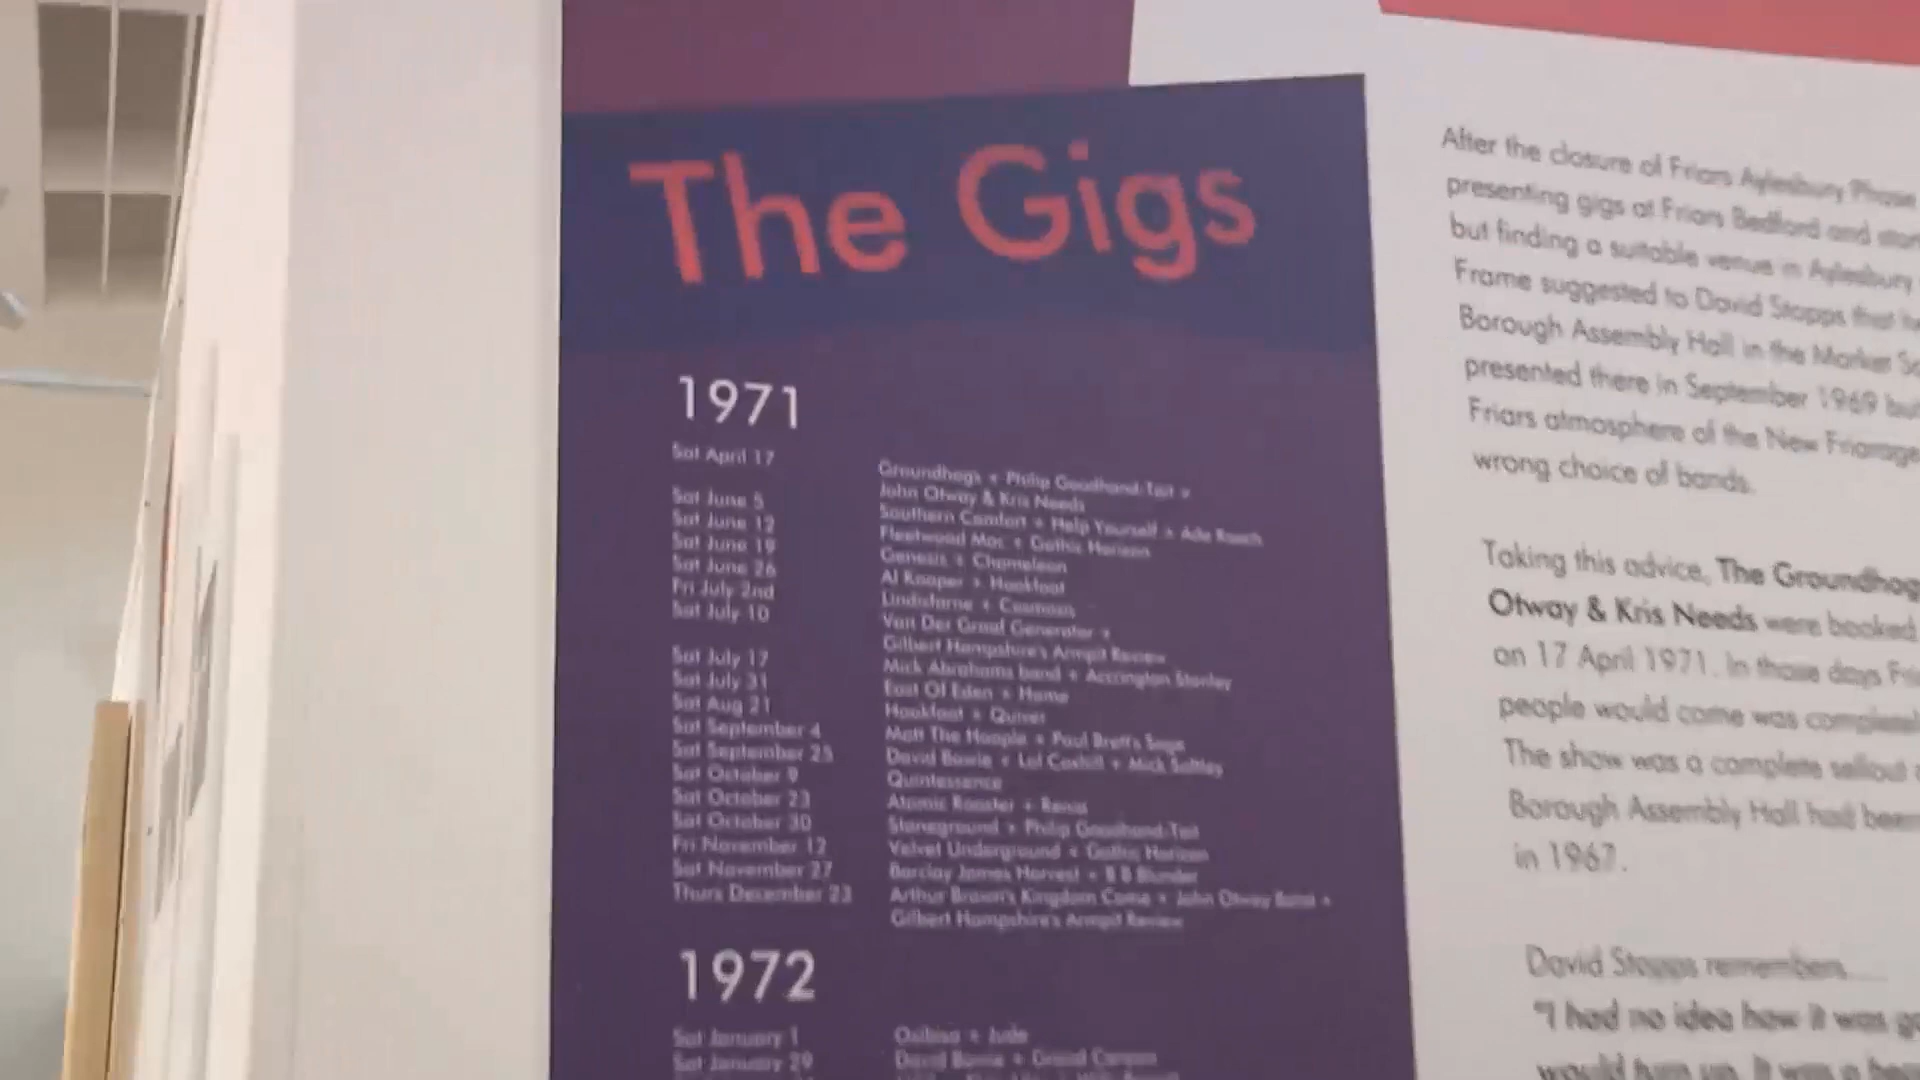 The Gigs
1971
Sat April 17
Groundhogs + Philip Goodhand-Tait +
John Otway & Kris Needs
Sat June 5
Southern Comfort + Help Yourself +
Sat June 12
Fleetwood Mac + Gothic Horizon
Sat June 19
Genesis + Chameleon
Sat June 26
Al Kooper + Hookfoot
Fri July 2nd
Lindisfarne +
Sat July 10
Van Der Graaf Generator +
Gilbert Hampshire's Armpit Review
Sat July 17
Mick Abrahams band + Accrington Stanley
Sat July 31
East Of Eden + Home
Sat Aug 21
Hookfoot + Quiver
Sat September 4
Mott The Hoople + Paul Brett's Sage
Sat September 25
David Bowie + Lol Coxhill + Mick Softley
Sat October 9
Quintessence
Sat October 23
Atomic Rooster +
Sat October 30
Stoneground + Philip Goodhand-Tait
Fri November 12
Velvet Underground + Gothic Horizon
Sat November 27
Barclay James Harvest + B B Blunder
Thurs December 23
Arthur Brown's Kingdom Come + John Otway Band +
Gilbert Hampshire's Armpit Review
1972
Sat January 1
Osibisa + Jude
Sat January 29
David Bowie + Grand Canyon
After the closure of Friars Aylesbury Phase
presenting gigs at Friars Bedford and
but finding a suitable venue in Aylesbury
Frame suggested to David Stopps that
Borough Assembly Hall in the Market
presented there in September 1969 but
Friars atmosphere of the New Friarage
wrong choice of bands.
Taking this advice, The Groundhog
Otway & Kris Needs were booked
on 17 April 1971. In those days
people would come was
The show was a complete sellout
Borough Assembly Hall had been
in 1967.
David Stopps remembers.....
"I had no idea how it was
would turn up. It was a